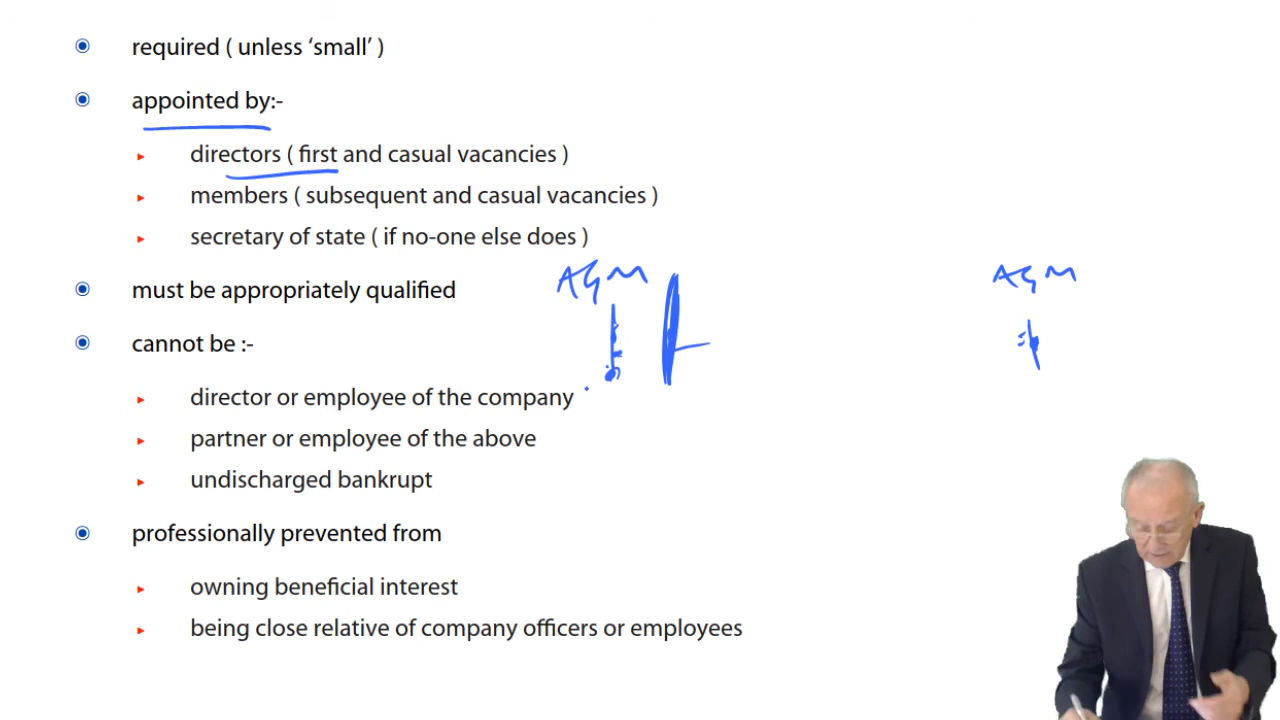 required ( unless ‘small’ )
appointed by:-
directors ( first and casual vacancies )
members ( subsequent and casual vacancies )
secretary of state ( if no-one else does )
AGM AGM
must be appropriately qualified
cannot be :-
director or employee of the company
partner or employee of the above
undischarged bankrupt
professionally prevented from
owning beneficial interest
being close relative of company officers or employees